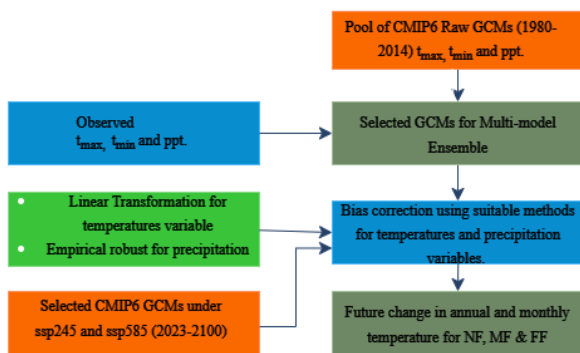 Pool of CMIP6 Raw GCMs (1980-
2014) tmax, tmin and ppt.
Observed
tmax, tmin and ppt.
Selected GCMs for Multi-model
Ensemble
• Linear Transformation for
temperatures variable
• Empirical robust for precipitation
Bias correction using suitable methods
for temperatures and precipitation
variables.
Selected CMIP6 GCMs under
ssp245 and ssp585 (2023-2100)
Future change in annual and monthly
temperature for NF, MF & FF